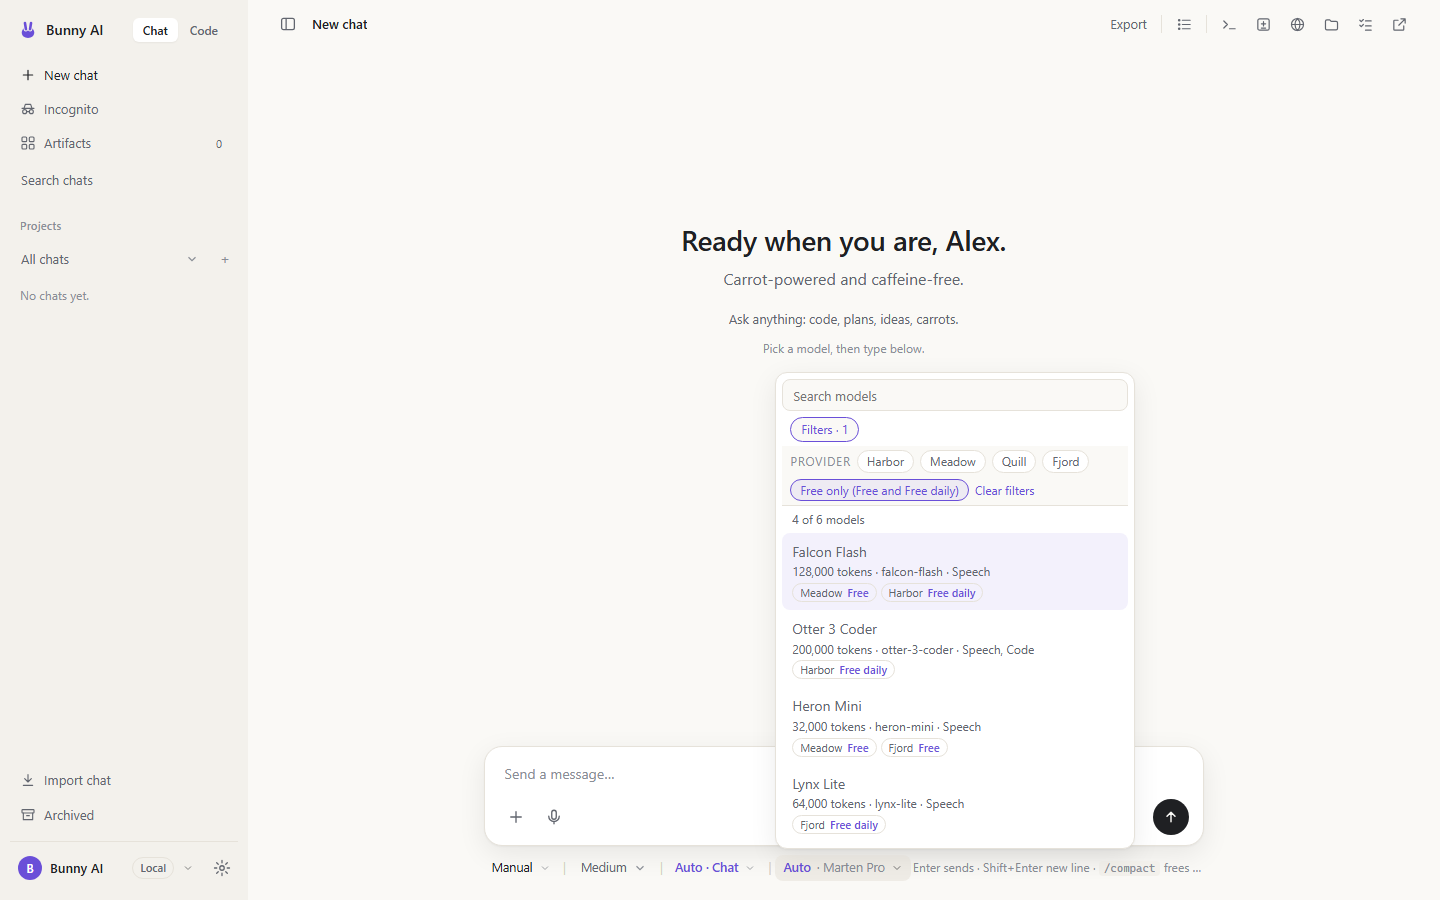 Bunny AI
Chat
Code
New chat
Incognito
Artifacts
0
Search chats
Projects
All chats
+
No chats yet.
Import chat
Archived
B
Bunny AI
Local
New chat
Export
Ready when you are, Alex.
Carrot-powered and caffeine-free.
Ask anything: code, plans, ideas, carrots.
Pick a model, then type below.
Search models
Filters · 1
PROVIDER Harbor Meadow Quill Fjord
Free only (Free and Free daily) Clear filters
4 of 6 models
Falcon Flash
128,000 tokens · falcon-flash · Speech
Meadow Free Harbor Free daily
Otter 3 Coder
200,000 tokens · otter-3-coder · Speech, Code
Harbor Free daily
Heron Mini
32,000 tokens · heron-mini · Speech
Meadow Free Fjord Free
Lynx Lite
64,000 tokens · lynx-lite · Speech
Fjord Free daily
Send a message...
Manual | Medium | Auto · Chat | Auto · Marten Pro Enter sends · Shift+Enter new line · /compact frees ...